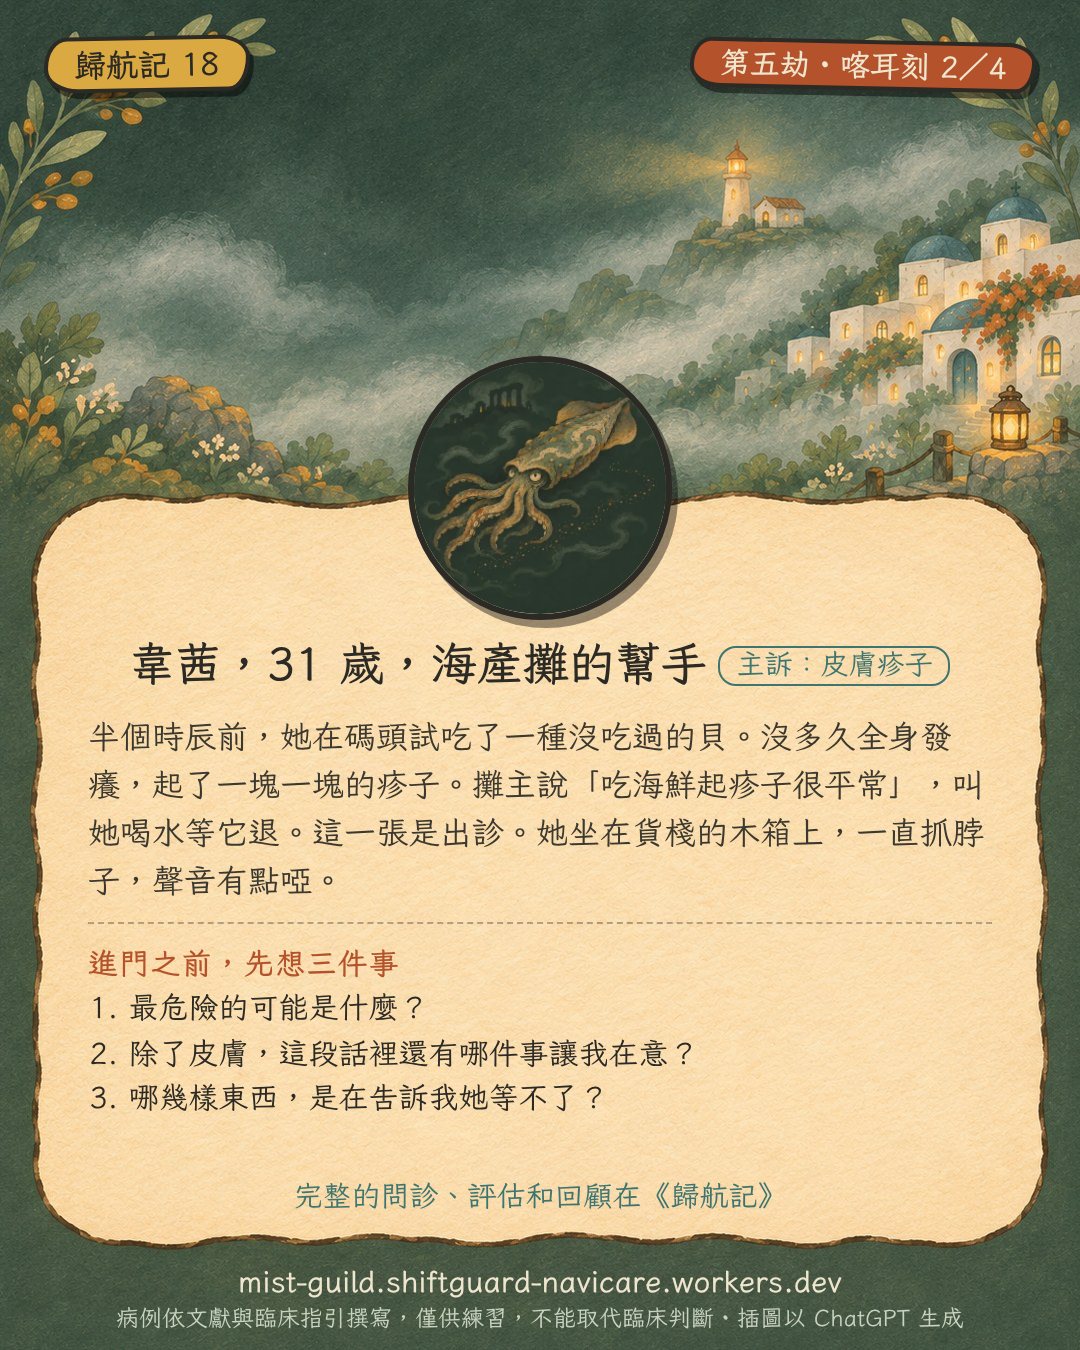 歸航記 18
第五劫・喀耳刻 2／4
韋茜，31 歲，海產攤的幫手
主訴：皮膚疹子
半個時辰前，她在碼頭試吃了一種沒吃過的貝。沒多久全身發
癢，起了一塊一塊的疹子。攤主說「吃海鮮起疹子很平常」，叫
她喝水等它退。這一張是出診。她坐在貨棧的木箱上，一直抓脖
子，聲音有點啞。
進門之前，先想三件事
1. 最危險的可能是什麼？
2. 除了皮膚，這段話裡還有哪件事讓我在意？
3. 哪幾樣東西，是在告訴我她等不了？
完整的問診、評估和回顧在《歸航記》
mist-guild.shiftguard-navicare.workers.dev
病例依文獻與臨床指引撰寫，僅供練習，不能取代臨床判斷・插圖以 ChatGPT 生成